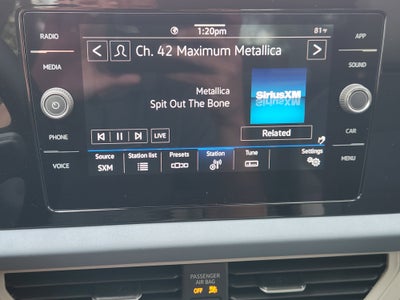 RADIO
MEDIA
PHONE
VOICE
1:20pm
81°F
Ch. 42 Maximum Metallica
Metallica
Spit Out The Bone
SiriusXM
LIVE
Related
Source
SXM
Station list
Presets
Station
Tune
Settings
APP
SOUND
CAR
MENU
PASSENGER
AIR BAG
OFF